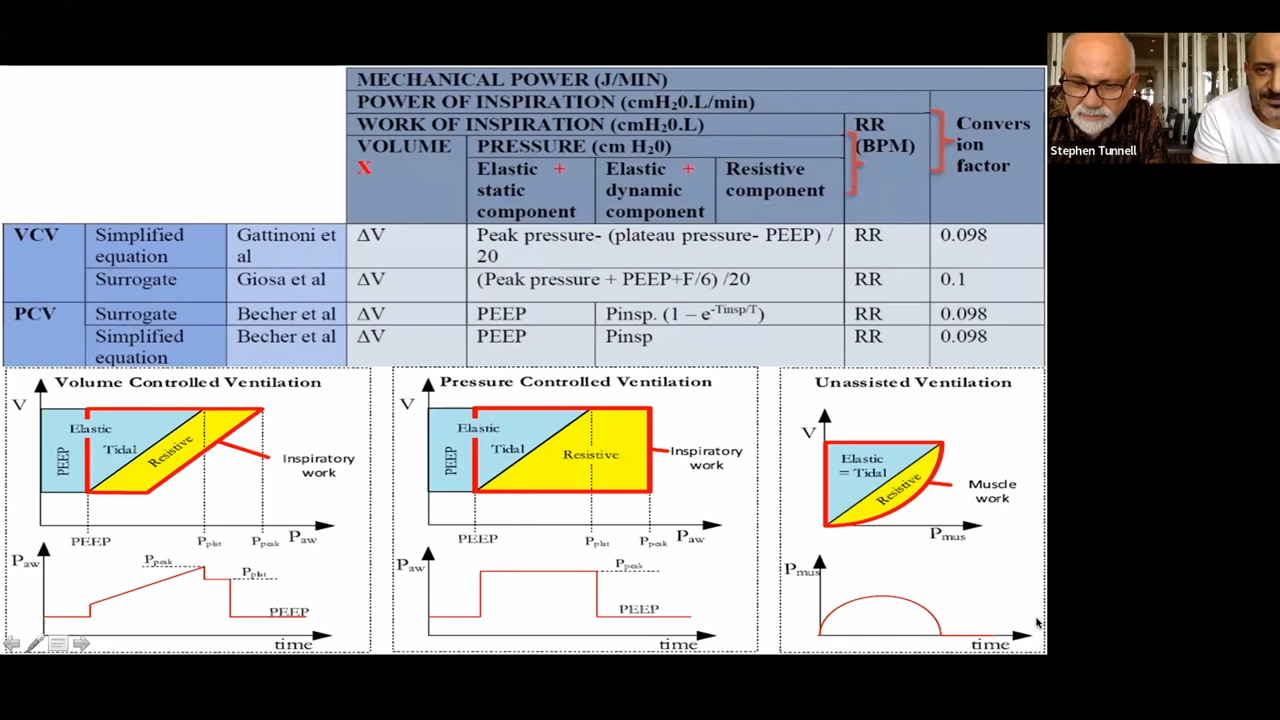 MECHANICAL POWER (J/MIN)
POWER OF INSPIRATION (cmH₂0.L/min)
WORK OF INSPIRATION (cmH₂0.L)
RR
(BPM)
Convers
ion
factor
VOLUME
X
PRESSURE (cm H₂0)
Elastic +
static
component
Elastic +
dynamic
component
Resistive
component
VCV
Simplified
equation
Gattinoni et
al
ΔV
Peak pressure- (plateau pressure- PEEP) /
20
RR
0.098
Surrogate
Giosa et al
ΔV
(Peak pressure + PEEP+F/6) /20
RR
0.1
PCV
Surrogate
Becher et al
ΔV
PEEP
Pinsp. (1 – e^-Tinsp/T)
RR
0.098
Simplified
equation
Becher et al
ΔV
PEEP
Pinsp
RR
0.098
Volume Controlled Ventilation
V
Elastic
PEEP
Tidal
Resistive
Inspiratory
work
PEEP
Pplat
Ppeak
Paw
Paw
Ppeak
Pplat
PEEP
time
Pressure Controlled Ventilation
V
Elastic
PEEP
Tidal
Resistive
Inspiratory
work
PEEP
Pplat
Ppeak
Paw
Paw
Ppeak
PEEP
time
Unassisted Ventilation
V
Elastic
= Tidal
Resistive
Muscle
work
Pmus
Pmus
time
Stephen Tunnell